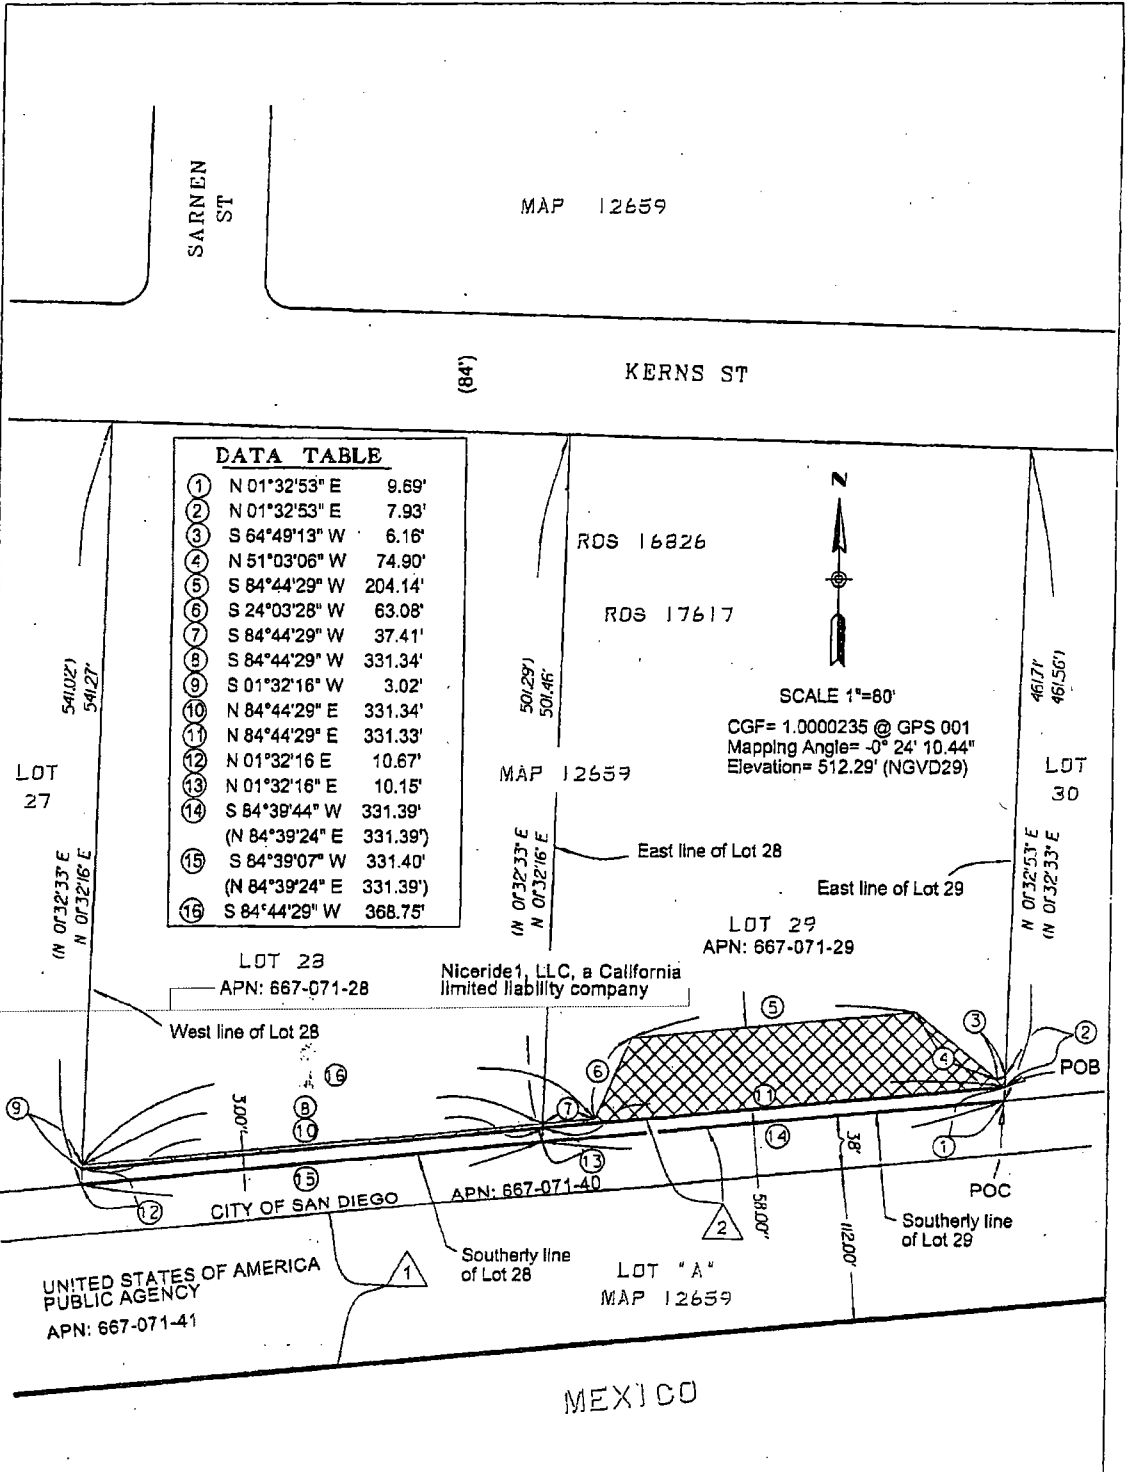 SARNEN
ST
MAP 12659
(84')
KERNS ST
DATA TABLE
1 N 01°32'53" E 9.69'
2 N 01°32'53" E 7.93'
3 S 64°49'13" W 6.16'
4 N 51°03'06" W 74.90'
5 S 84°44'29" W 204.14'
6 S 24°03'28" W 63.08'
7 S 84°44'29" W 37.41'
8 S 84°44'29" W 331.34'
9 S 01°32'16" W 3.02'
10 N 84°44'29" E 331.34'
11 N 84°44'29" E 331.33'
12 N 01°32'16 E 10.67'
13 N 01°32'16" E 10.15'
14 S 84°39'44" W 331.39'
(N 84°39'24" E 331.39')
15 S 84°39'07" W 331.40'
(N 84°39'24" E 331.39')
16 S 84°44'29" W 368.75'
ROS 16826
ROS 17617
N
SCALE 1"=80'
CGF= 1.0000235 @ GPS 001
Mapping Angle= -0° 24' 10.44"
Elevation= 512.29' (NGVD29)
541.02')
541.27'
501.29')
501.46'
461.71'
461.56')
LOT
27
MAP 12659
LOT
30
(N 01°32'33" E
N 01°32'16" E
(N 01°32'33" E
N 01°32'16" E
N 01°32'53" E
(N 01°32'33" E
East line of Lot 28
East line of Lot 29
LOT 29
APN: 667-071-29
LOT 28
APN: 667-071-28
Niceride1, LLC, a California
limited liability company
West line of Lot 28
5
3
2
4
POB
6
16
9
8
7
11
10
3.00'
14
38'
1
13
15
12
CITY OF SAN DIEGO
APN: 667-071-40
POC
58.00'
112.00'
2
Southerly line
of Lot 29
1
Southerly line
of Lot 28
LOT "A"
MAP 12659
UNITED STATES OF AMERICA
PUBLIC AGENCY
APN: 667-071-41
MEXICO